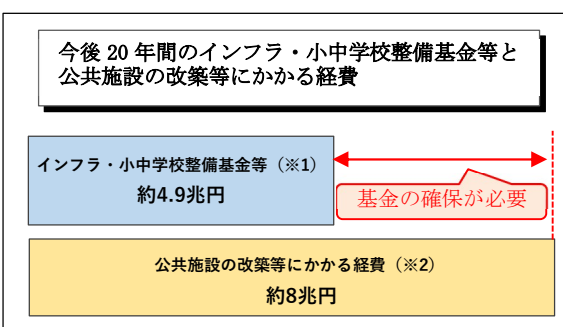 今後 20 年間のインフラ・小中学校整備基金等と
公共施設の改築等にかかる経費
インフラ・小中学校整備基金等（※1）
約4.9兆円
基金の確保が必要
公共施設の改築等にかかる経費（※2）
約8兆円